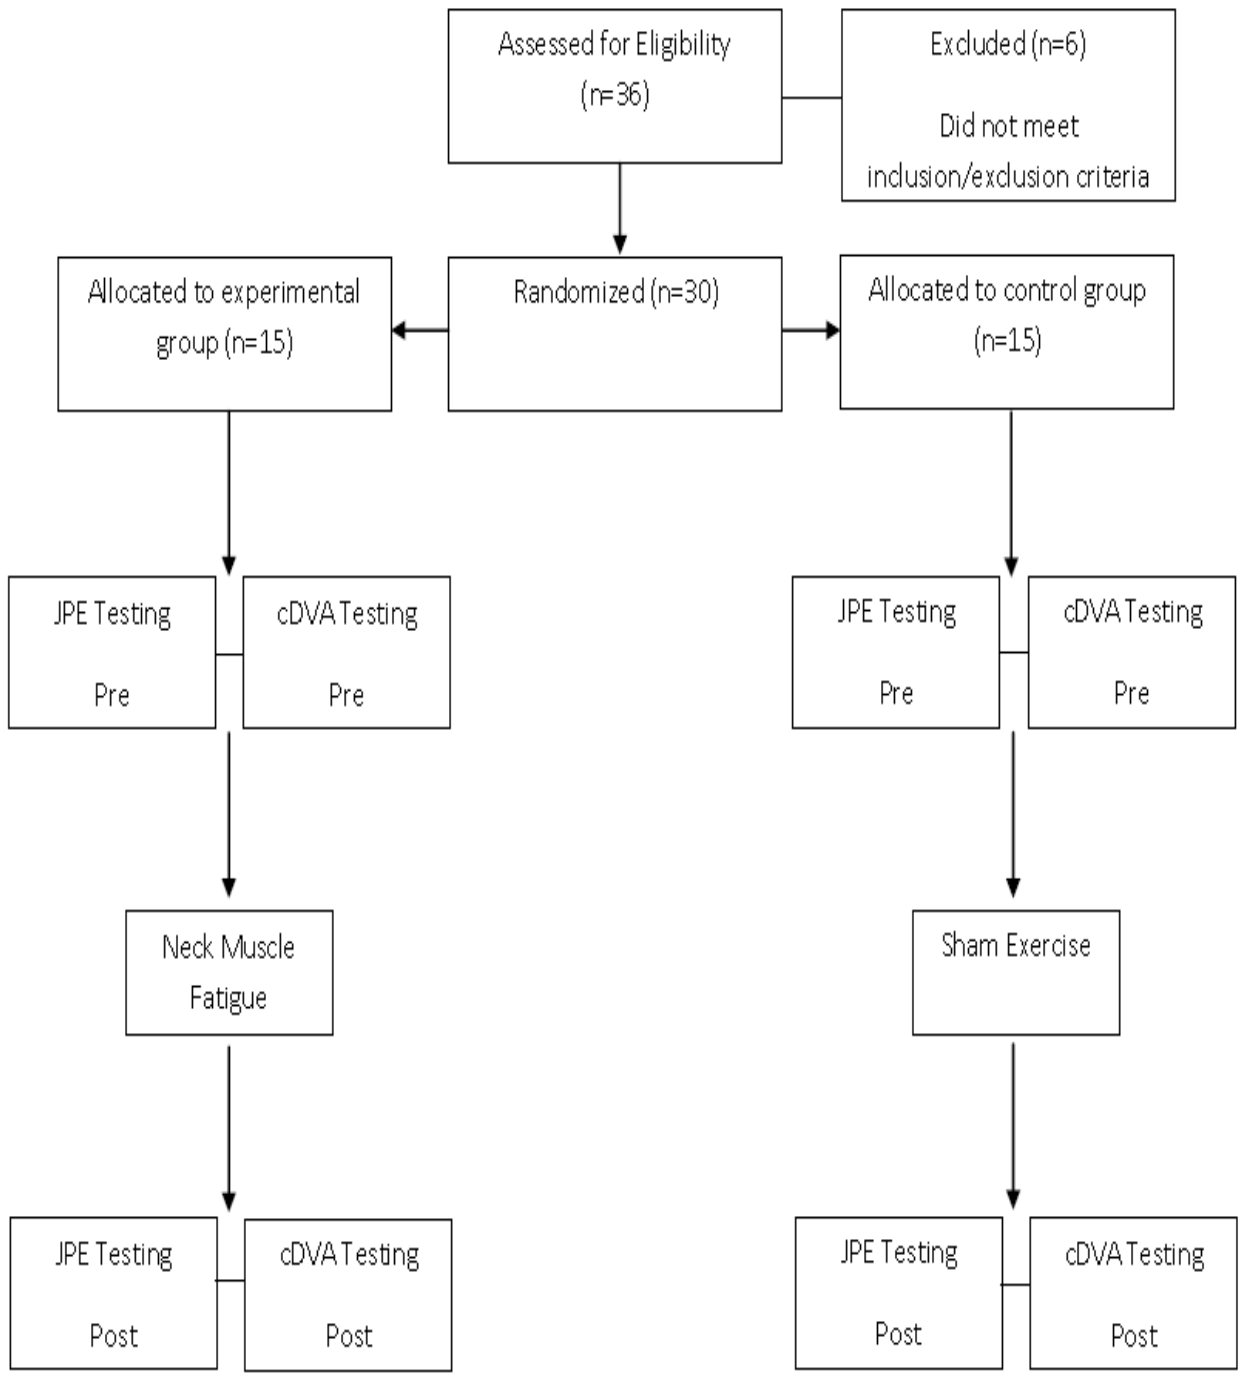 Assessed for Eligibility
(n=36)
Excluded (n=6)
Did not meet
inclusion/exclusion criteria
Allocated to experimental
group (n=15)
Randomized (n=30)
Allocated to control group
(n=15)
JPE Testing
Pre
cDVA Testing
Pre
JPE Testing
Pre
cDVA Testing
Pre
Neck Muscle
Fatigue
Sham Exercise
JPE Testing
Post
cDVA Testing
Post
JPE Testing
Post
cDVA Testing
Post